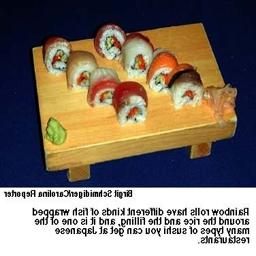 Birgit Schmidiger/Carolina Reporter
Rainbow rolls have different kinds of fish wrapped
around the rice and the filling, and it is one of the
many types of sushi you can get at Japanese
restaurants.